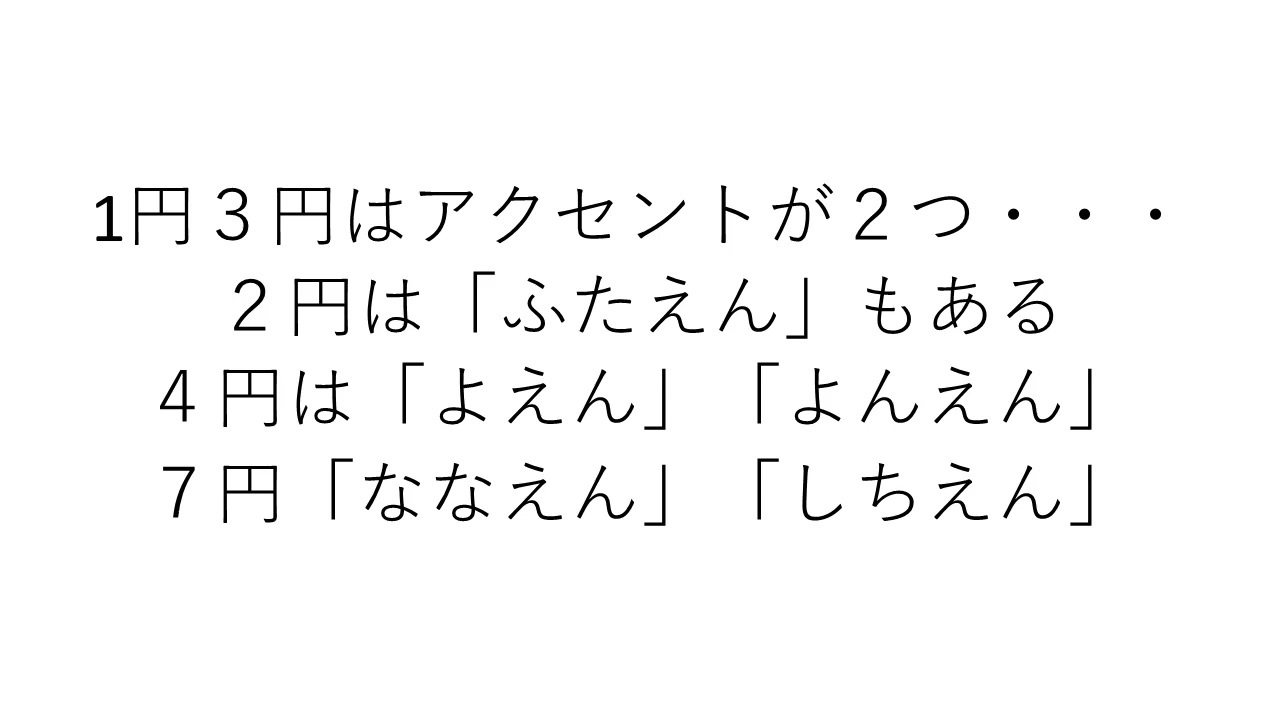 1円３円はアクセントが２つ・・・
２円は「ふたえん」もある
４円は「よえん」「よんえん」
７円「ななえん」「しちえん」